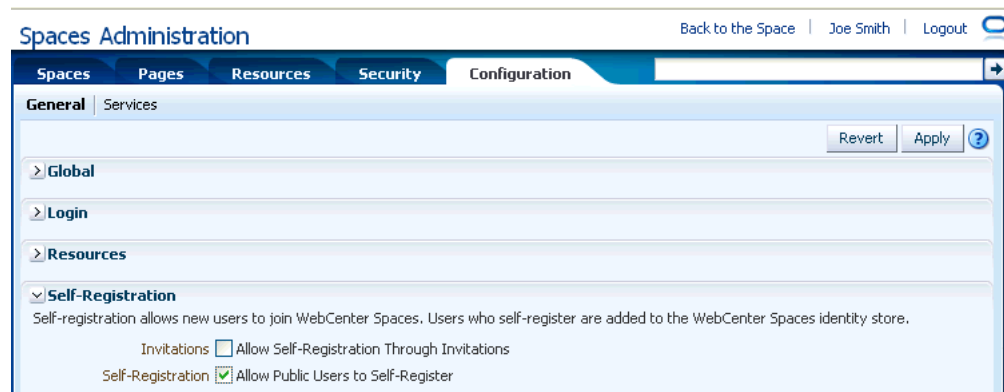 Spaces Administration
Back to the Space | Joe Smith | Logout
Spaces Pages Resources Security Configuration
General | Services
Revert Apply ?
Global
Login
Resources
Self-Registration
Self-registration allows new users to join WebCenter Spaces. Users who self-register are added to the WebCenter Spaces identity store.
Invitations Allow Self-Registration Through Invitations
Self-Registration Allow Public Users to Self-Register